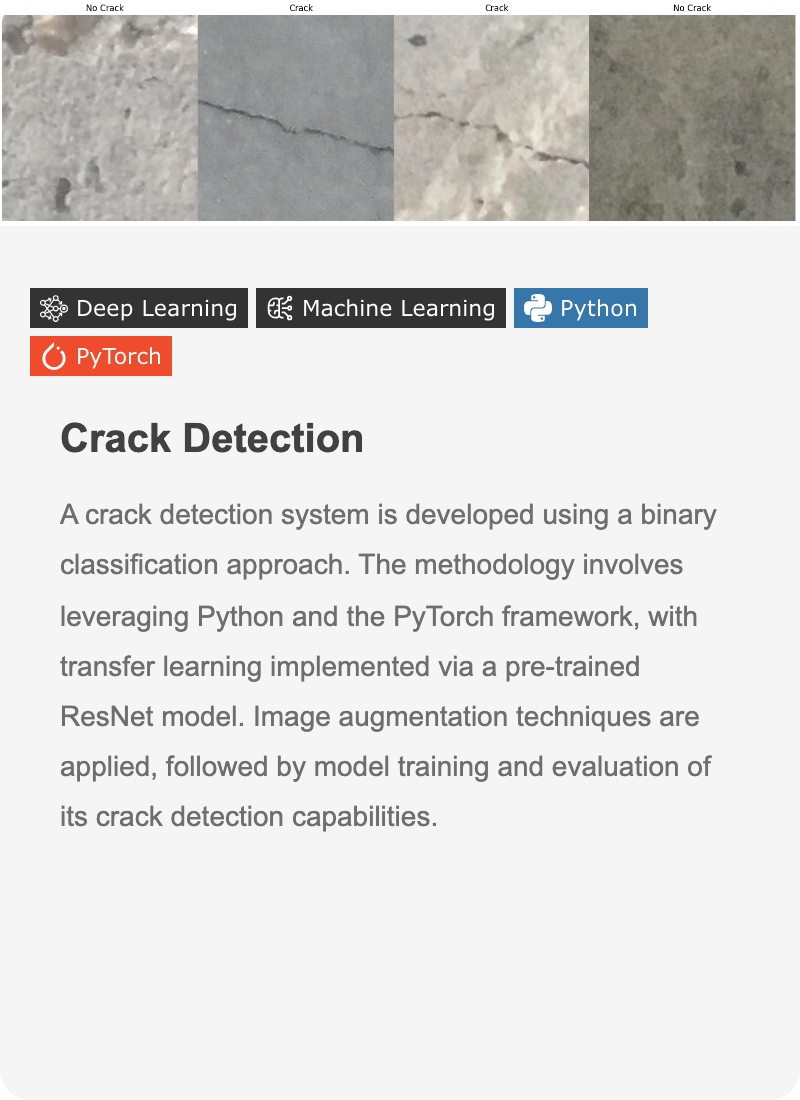 No Crack Crack Crack No Crack
Deep Learning Machine Learning Python
PyTorch
Crack Detection
A crack detection system is developed using a binary
classification approach. The methodology involves
leveraging Python and the PyTorch framework, with
transfer learning implemented via a pre-trained
ResNet model. Image augmentation techniques are
applied, followed by model training and evaluation of
its crack detection capabilities.